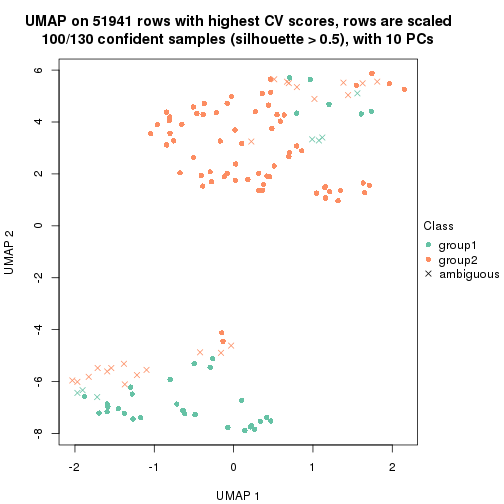 UMAP on 51941 rows with highest CV scores, rows are scaled
100/130 confident samples (silhouette > 0.5), with 10 PCs
6
4
2
0
-2
-4
-6
-8
UMAP 2
-2
-1
0
1
2
UMAP 1
Class
group1
group2
ambiguous